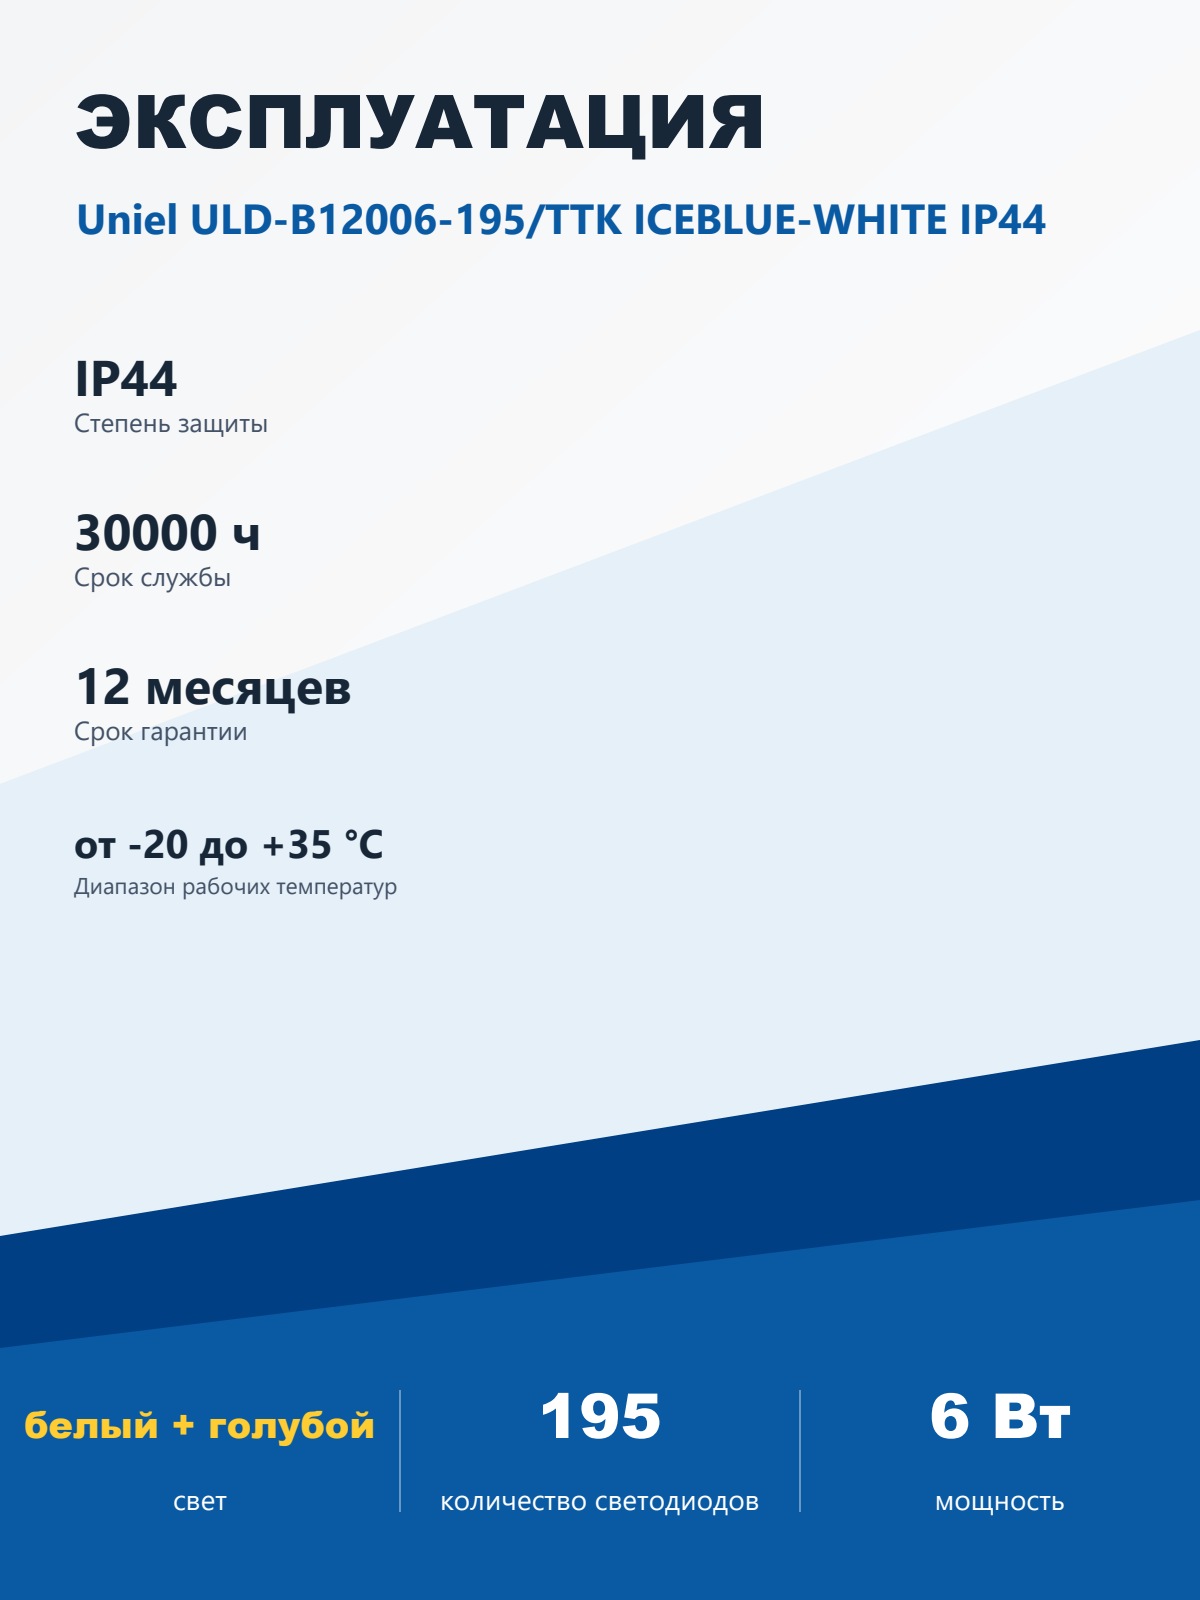 ЭКСПЛУАТАЦИЯ
Uniel ULD-B12006-195/TTK ICEBLUE-WHITE IP44
IP44
Степень защиты
30000 ч
Срок службы
12 месяцев
Срок гарантии
от -20 до +35 °C
Диапазон рабочих температур
белый + голубой
свет
195
количество светодиодов
6 Вт
мощность